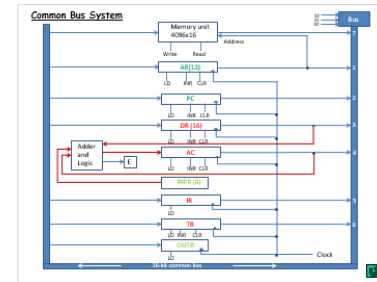 Common Bus System
Bus
Memory unit
4096x16
7
Address
Write Read
AR(12)
1
LD INR CLR
PC
2
LD INR CLR
DR (16)
3
LD INR CLR
Adder
and
Logic
E
AC
4
LD INR CLR
INPR (8)
IR
5
LD
TR
6
LD INR CLR
OUTR
LD
Clock
16-bit common bus